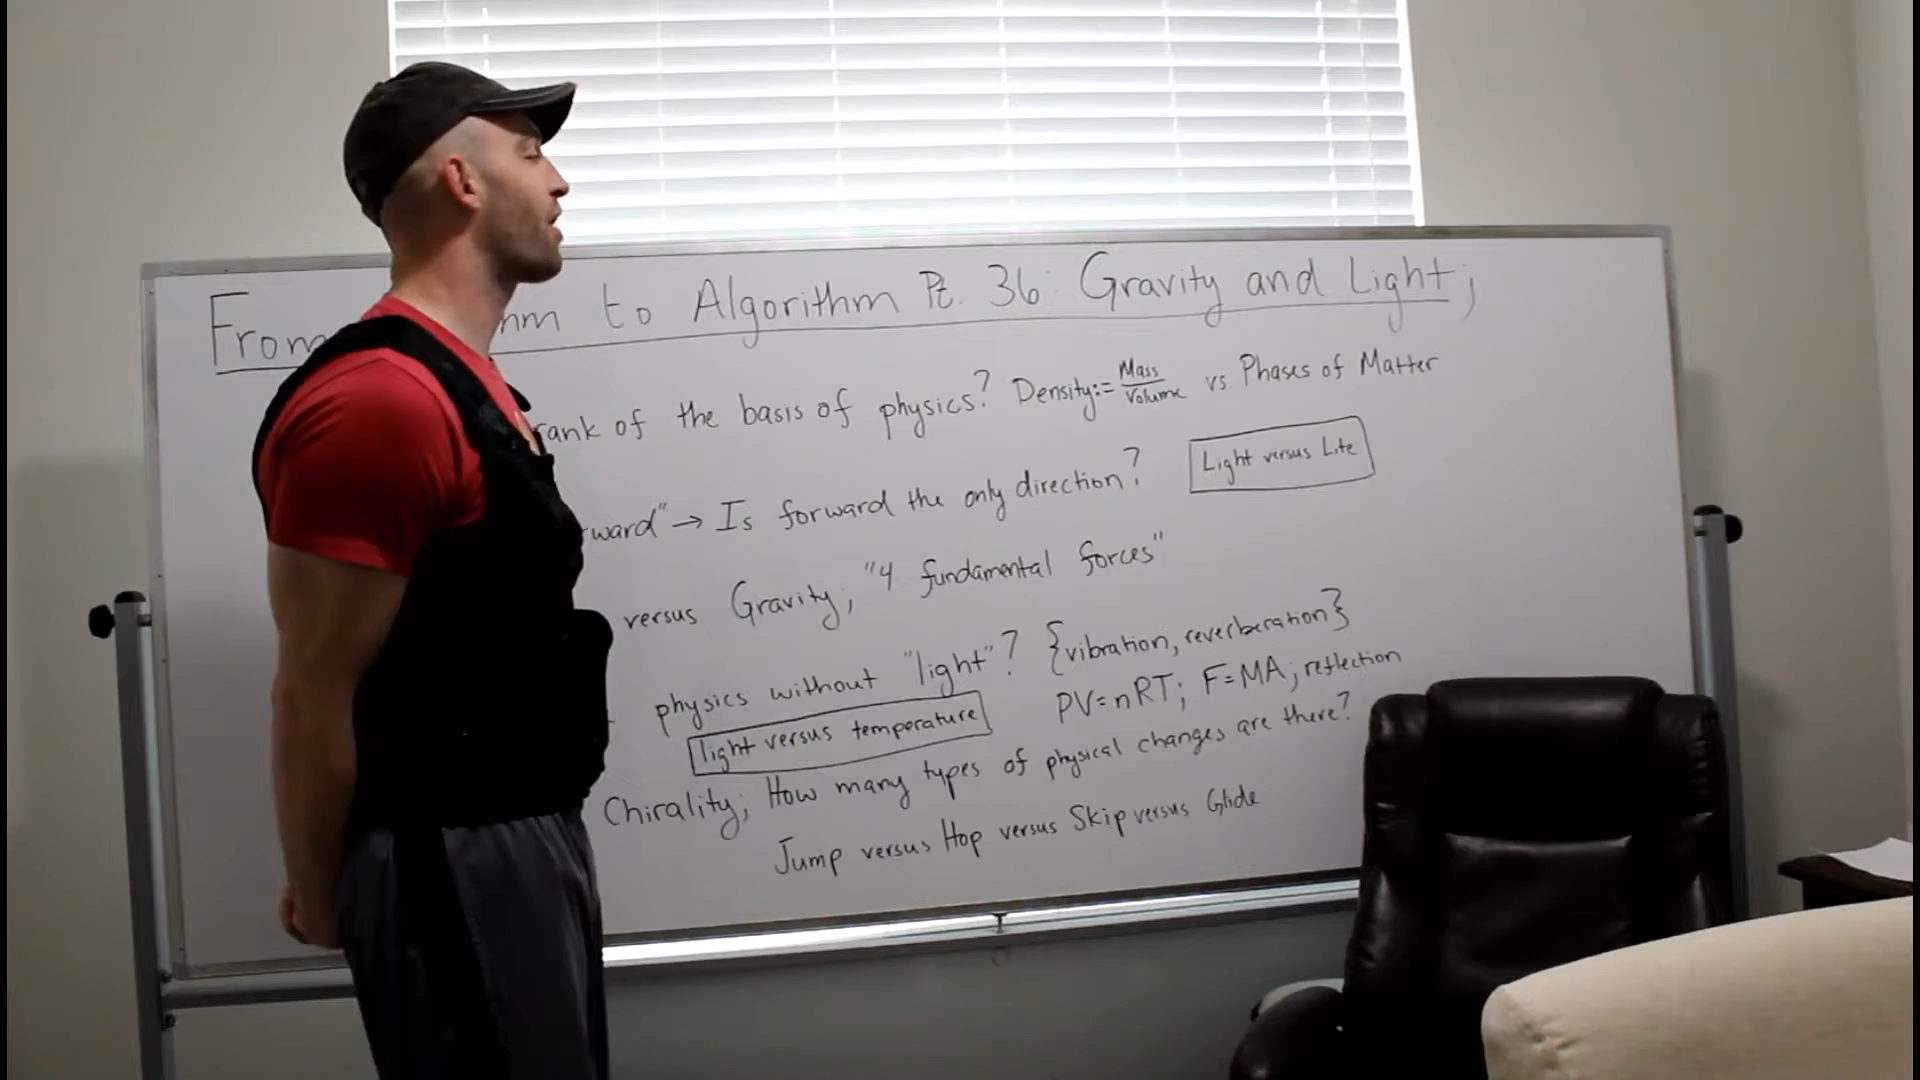 From hm to Algorithm Pt. 36: Gravity and Light;
rank of the basis of physics? Density:= Mass/Volume vs. Phases of Matter
ward" → Is forward the only direction? Light versus Lite
versus Gravity; "4 fundamental forces"
physics without "light"? {vibration, reverberation}
light versus temperature PV=nRT; F=MA; reflection
Chirality; How many types of physical changes are there?
Jump versus Hop versus Skip versus Glide